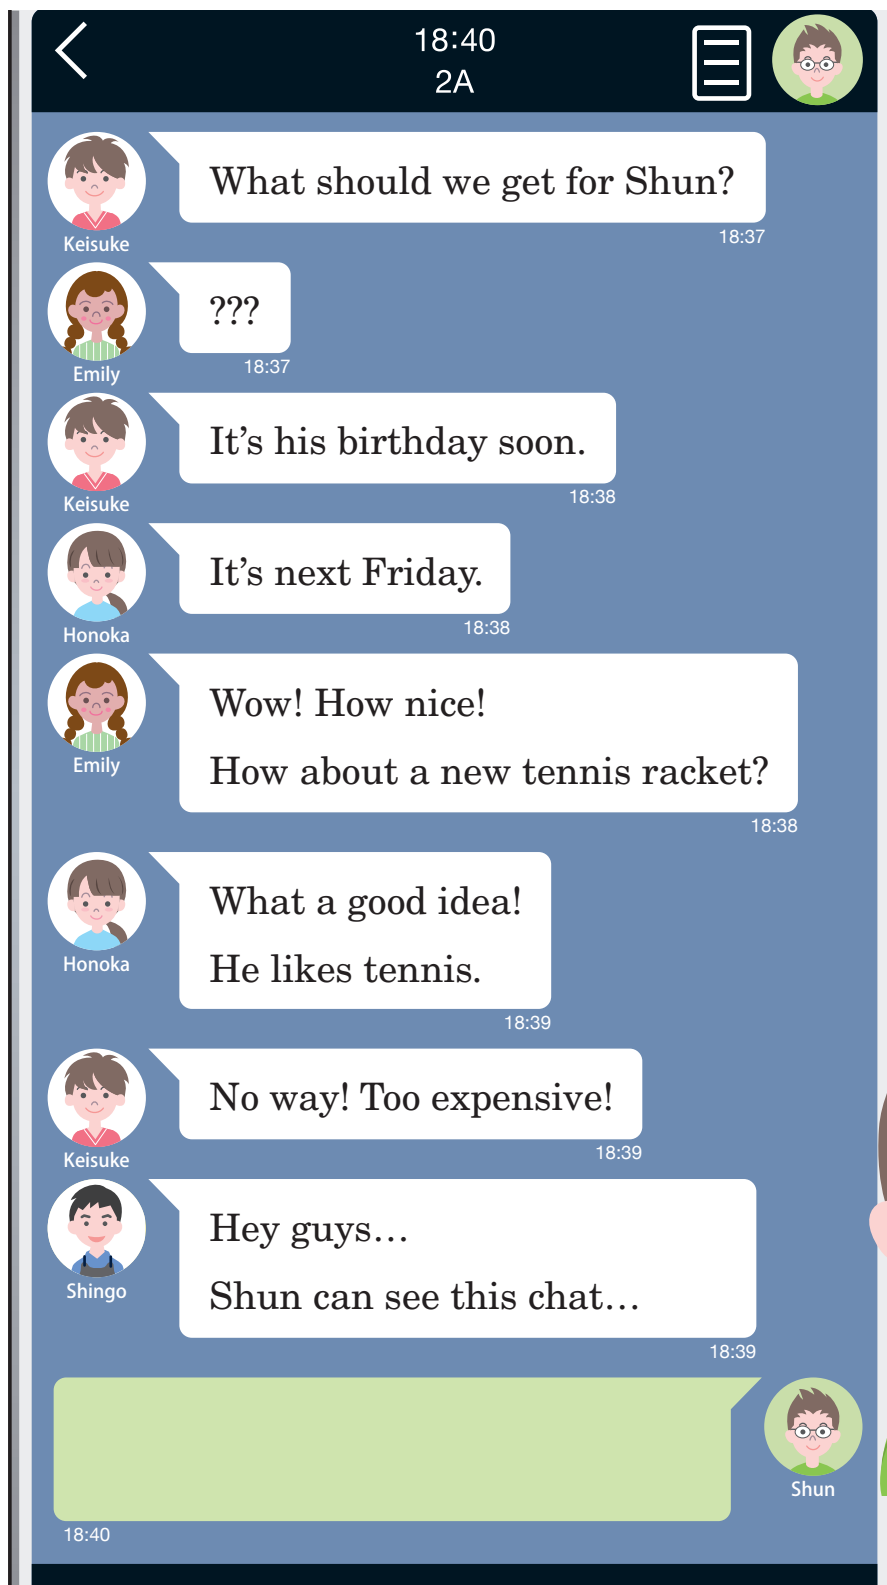 18:40
2A
What should we get for Shun?
Keisuke
18:37
???
Emily
18:37
It’s his birthday soon.
Keisuke
18:38
It’s next Friday.
Honoka
18:38
Wow! How nice!
How about a new tennis racket?
Emily
18:38
What a good idea!
He likes tennis.
Honoka
18:39
No way! Too expensive!
Keisuke
18:39
Hey guys…
Shun can see this chat…
Shingo
18:39
Shun
18:40